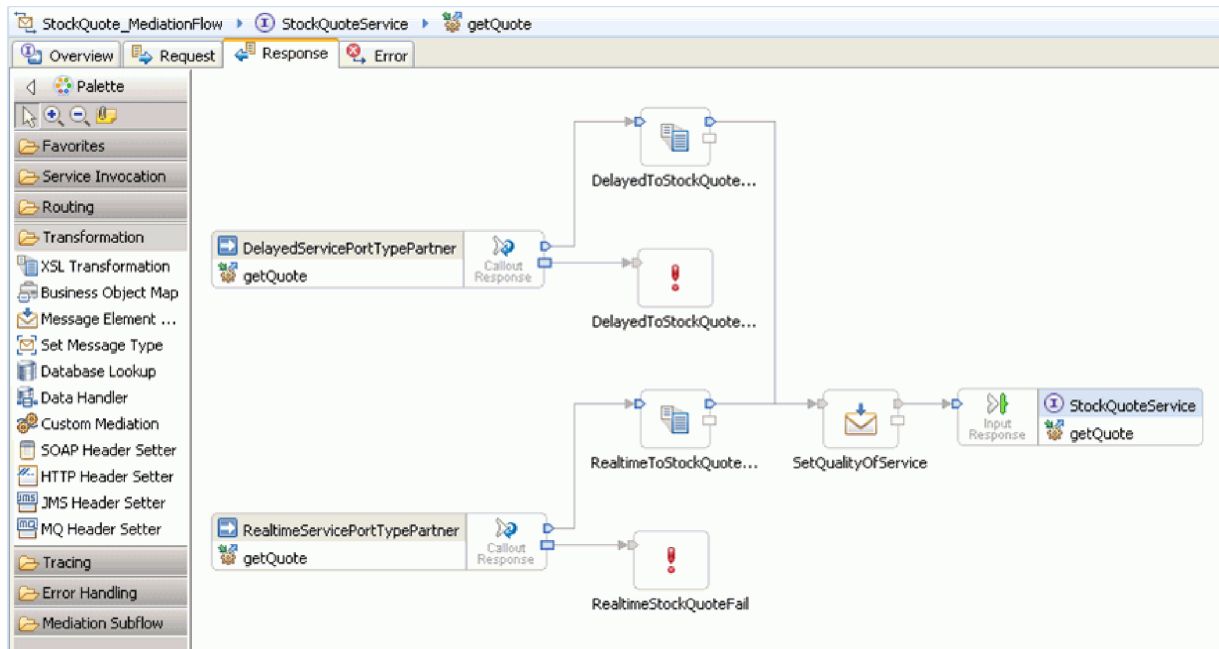 StockQuote_MediationFlow StockQuoteService getQuote
Overview Request Response Error
Palette
Favorites
Service Invocation
Routing
Transformation
XSL Transformation
Business Object Map
Message Element ...
Set Message Type
Database Lookup
Data Handler
Custom Mediation
SOAP Header Setter
HTTP Header Setter
JMS Header Setter
MQ Header Setter
Tracing
Error Handling
Mediation Subflow
DelayedToStockQuote...
DelayedServicePortTypePartner
getQuote
Callout
Response
DelayedToStockQuote...
RealtimeToStockQuote...
SetQualityOfService
Input
Response
StockQuoteService
getQuote
RealtimeServicePortTypePartner
getQuote
Callout
Response
RealtimeStockQuoteFail